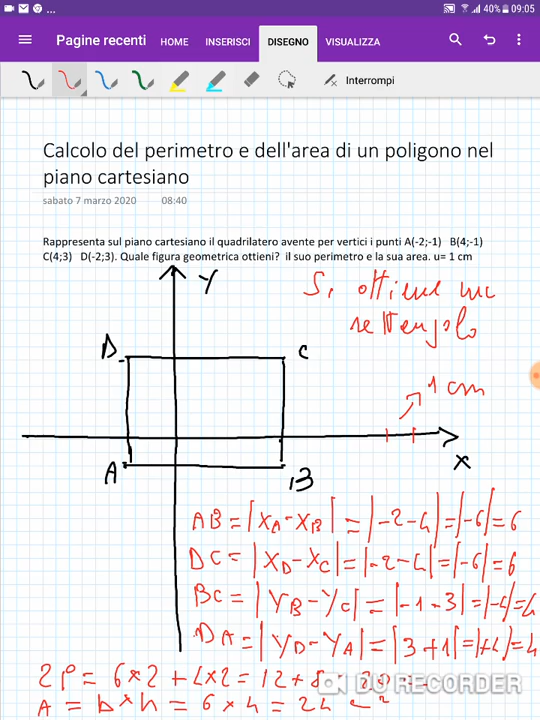 40% 09:05
Pagine recenti HOME INSERISCI DISEGNO VISUALIZZA
Interrompi
Calcolo del perimetro e dell'area di un poligono nel
piano cartesiano
sabato 7 marzo 2020 08:40
Rappresenta sul piano cartesiano il quadrilatero avente per vertici i punti A(-2;-1) B(4;-1)
C(4;3) D(-2;3). Quale figura geometrica ottieni? il suo perimetro e la sua area. u= 1 cm
Y
Si ottiene un
rettangolo
D C
1 cm
X
A B
AB = |XA-XB| = |-2-4| = |-6| = 6
DC = |XD-XC| = |-2-4| = |-6| = 6
BC = |YB-YC| = |-1-3| = |-4| = 4
DA = |YD-YA| = |3+1| = |+4| = 4
2P = 6×2 + 4×2 = 12 + 8 = 20
DU RECORDER
A = b×h = 6×4 = 24 cm²